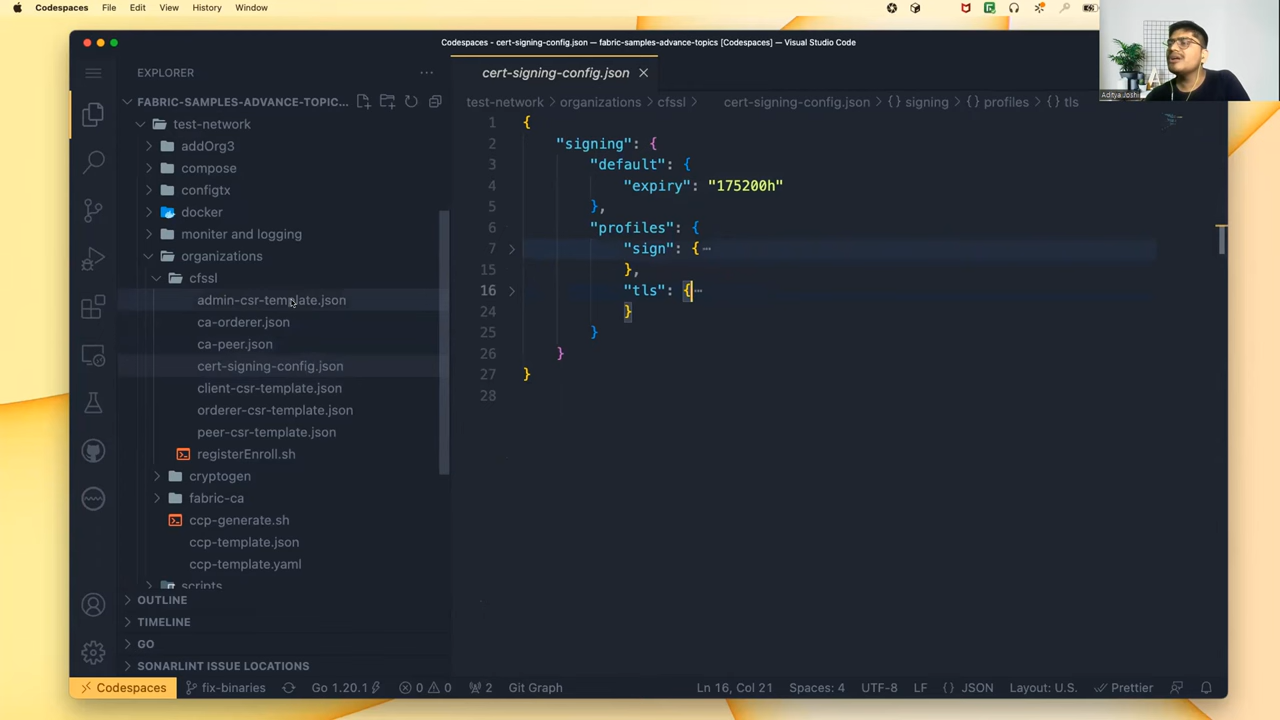 Codespaces File Edit View History Window
Codespaces - cert-signing-config.json — fabric-samples-advance-topics [Codespaces] — Visual Studio Code
Aditya Joshi
EXPLORER
FABRIC-SAMPLES-ADVANCE-TOPIC...
test-network
addOrg3
compose
configtx
docker
moniter and logging
organizations
cfssl
admin-csr-template.json
ca-orderer.json
ca-peer.json
cert-signing-config.json
client-csr-template.json
orderer-csr-template.json
peer-csr-template.json
registerEnroll.sh
cryptogen
fabric-ca
ccp-generate.sh
ccp-template.json
ccp-template.yaml
scripts
OUTLINE
TIMELINE
GO
SONARLINT ISSUE LOCATIONS
cert-signing-config.json
test-network > organizations > cfssl > cert-signing-config.json > {} signing > {} profiles > {} tls
1 {
2 "signing": {
3 "default": {
4 "expiry": "175200h"
5 },
6 "profiles": {
7 "sign": { ...
15 },
16 "tls": { ...
24 }
25 }
26 }
27 }
28
Codespaces fix-binaries Go 1.20.1 0 0 2 Git Graph Ln 16, Col 21 Spaces: 4 UTF-8 LF {} JSON Layout: U.S. Prettier